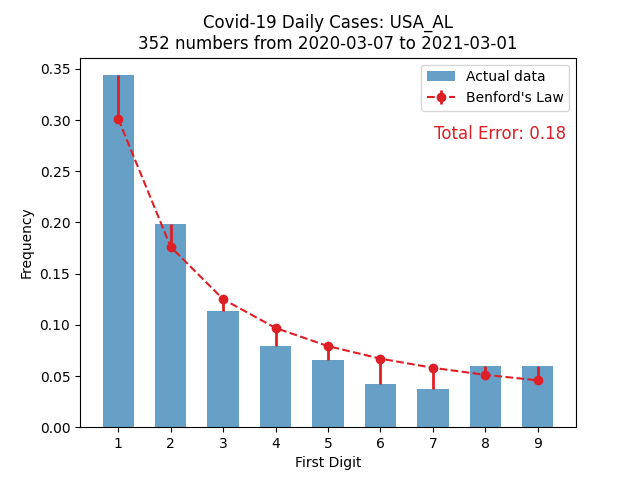 Covid-19 Daily Cases: USA_AL
352 numbers from 2020-03-07 to 2021-03-01
Actual data
Benford's Law
Total Error: 0.18
Frequency
0.35
0.30
0.25
0.20
0.15
0.10
0.05
0.00
1 2 3 4 5 6 7 8 9
First Digit